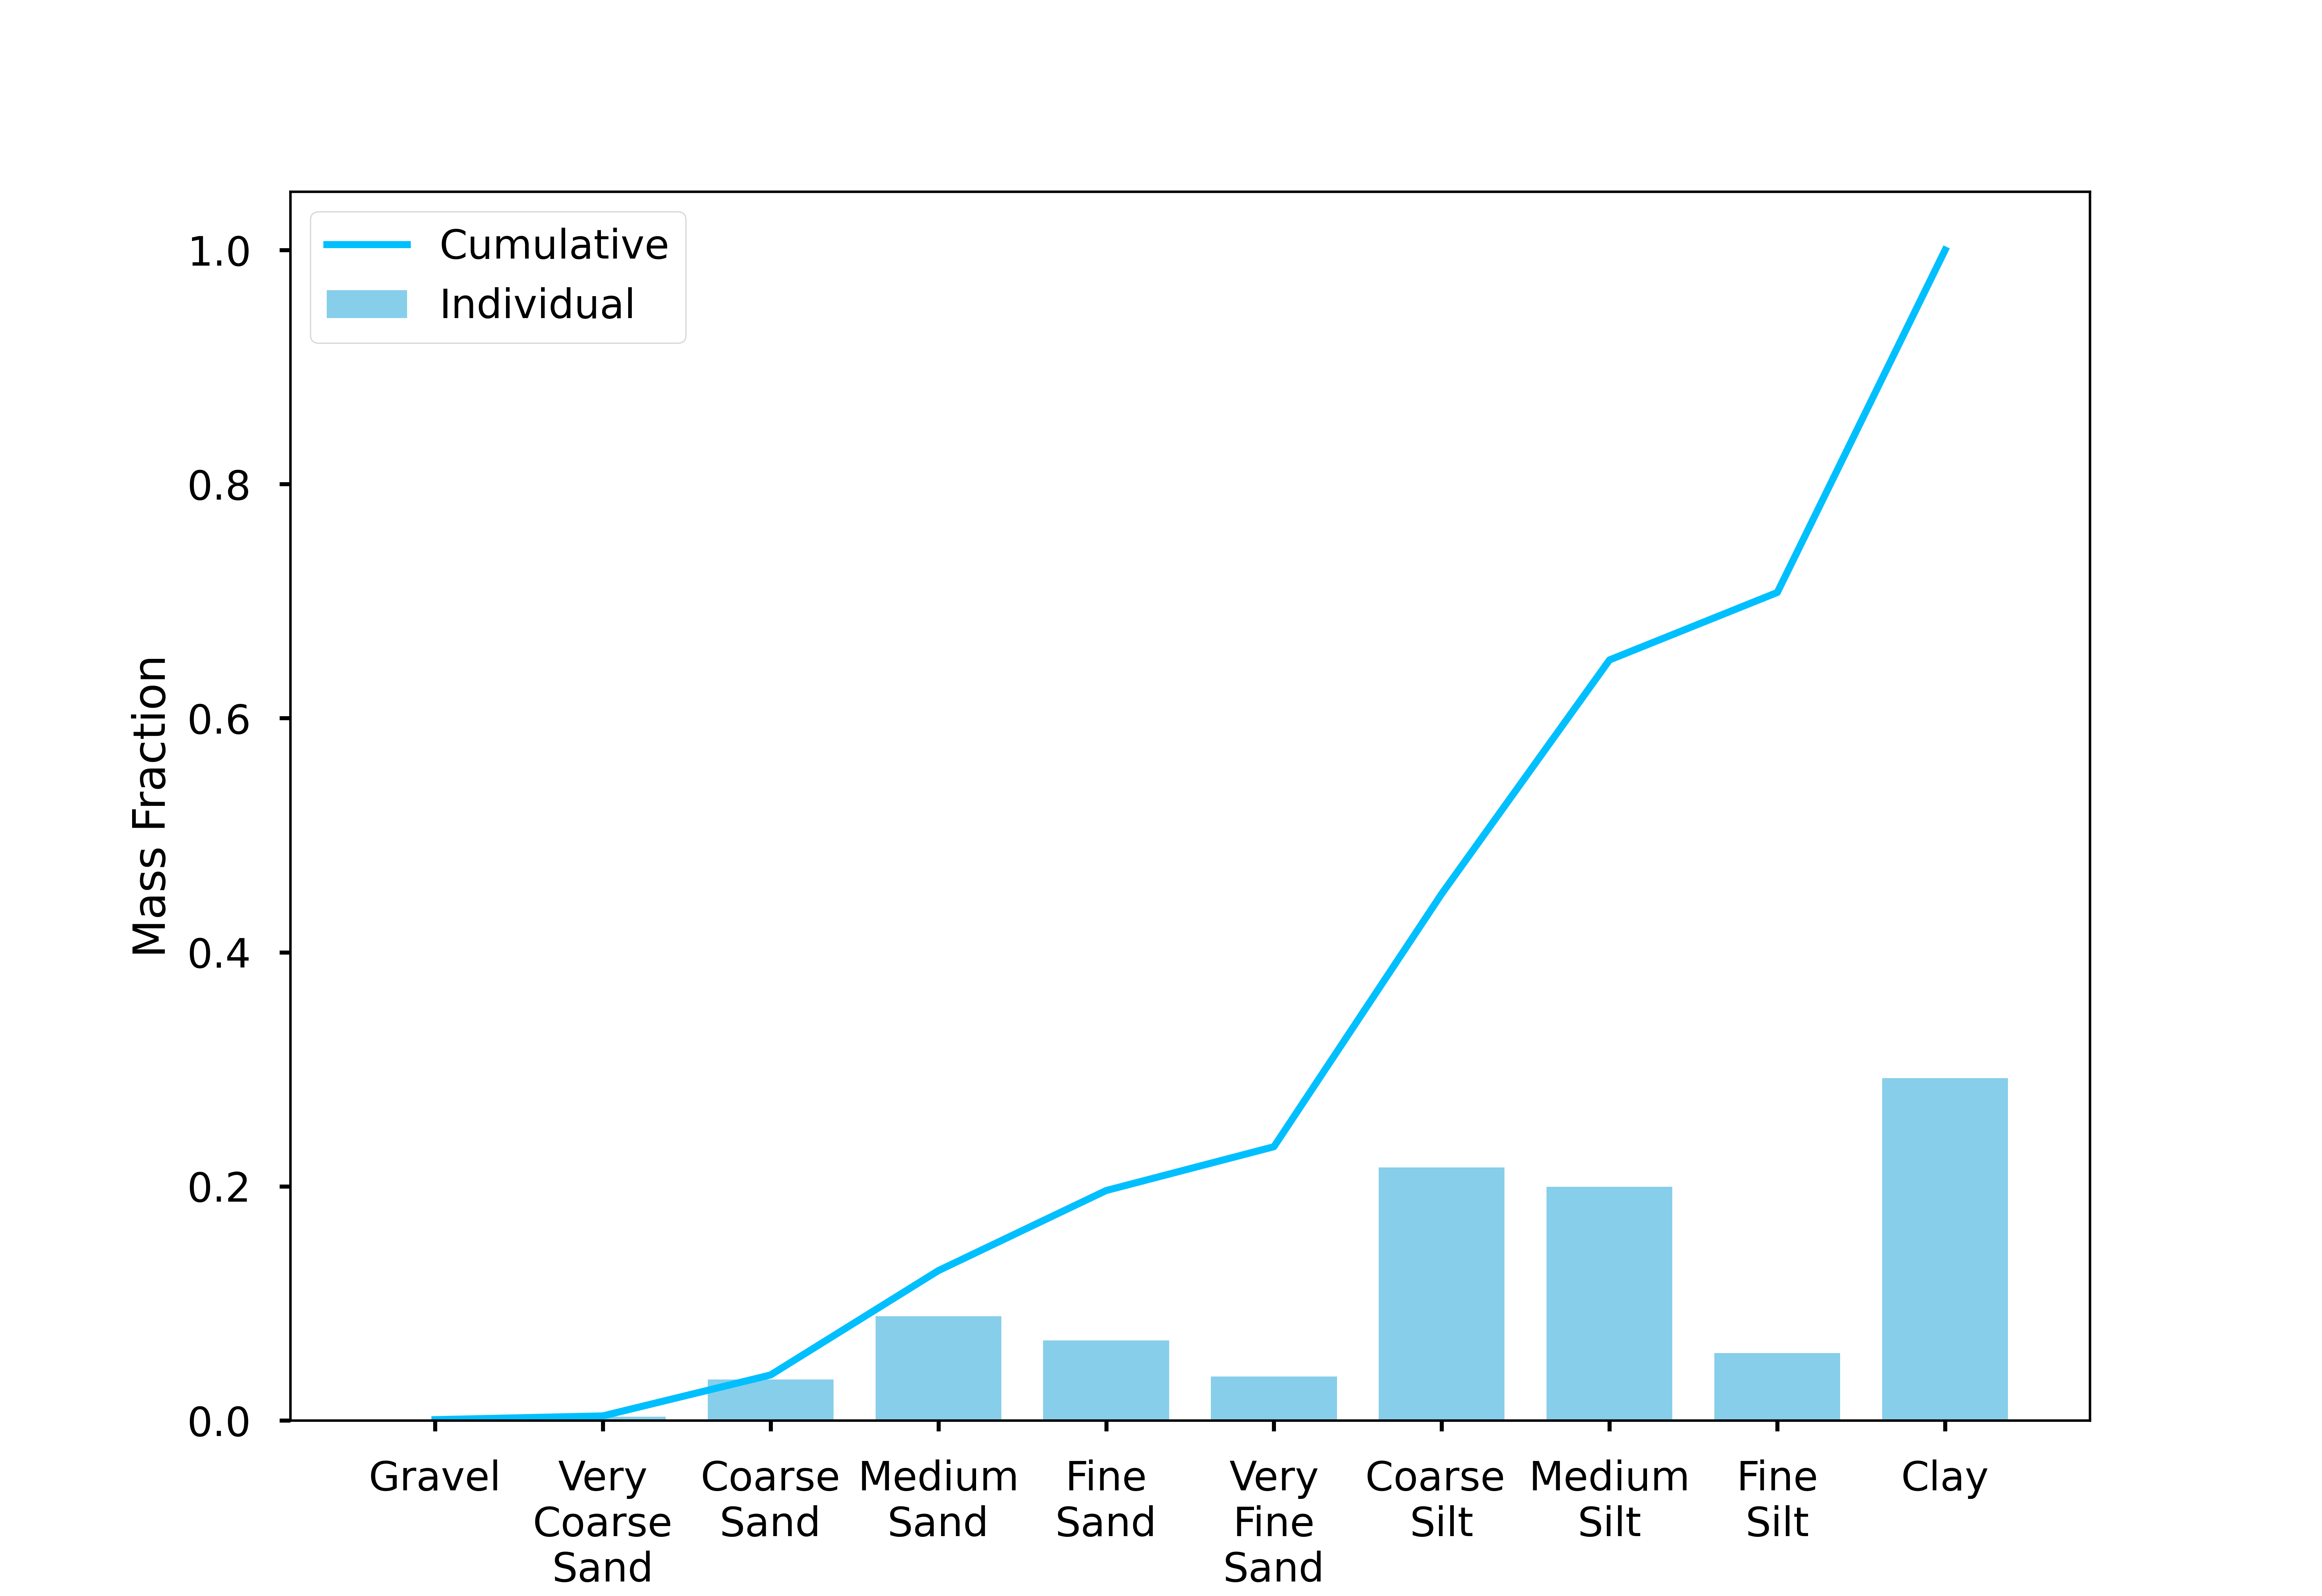 Cumulative
Individual
1.0
0.8
0.6
0.4
0.2
0.0
Mass Fraction
Gravel
Very
Coarse
Sand
Coarse
Sand
Medium
Sand
Fine
Sand
Very
Fine
Sand
Coarse
Silt
Medium
Silt
Fine
Silt
Clay